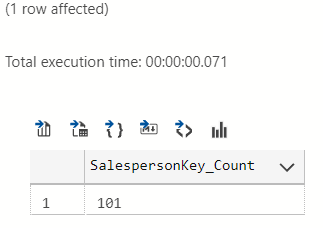 (1 row affected)
Total execution time: 00:00:00.071
SalespersonKey_Count
1 101